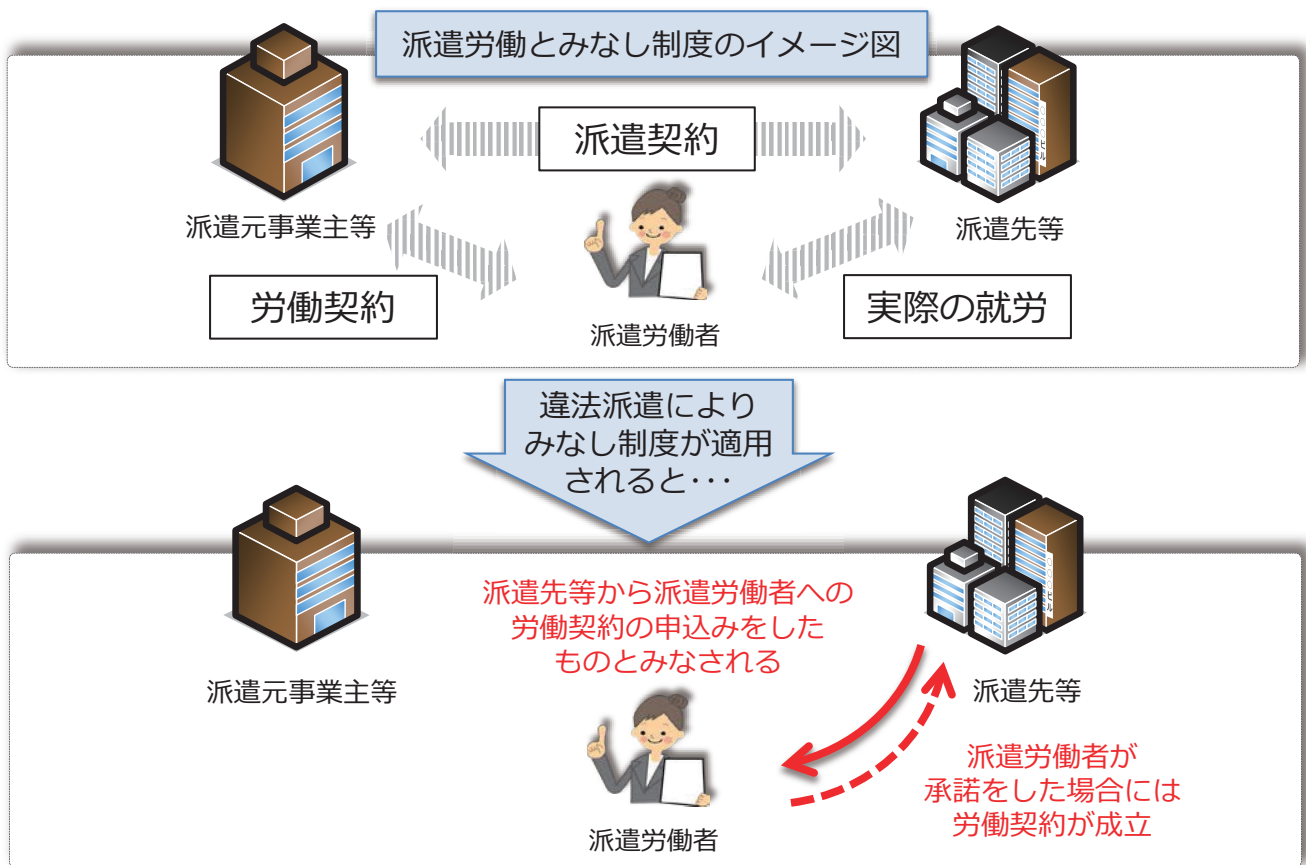 派遣労働とみなし制度のイメージ図
派遣契約
派遣元事業主等
派遣先等
労働契約
実際の就労
派遣労働者
違法派遣により
みなし制度が適用
されると･･･
派遣先等から派遣労働者への
労働契約の申込みをした
ものとみなされる
派遣元事業主等
派遣先等
派遣労働者
派遣労働者が
承諾をした場合には
労働契約が成立